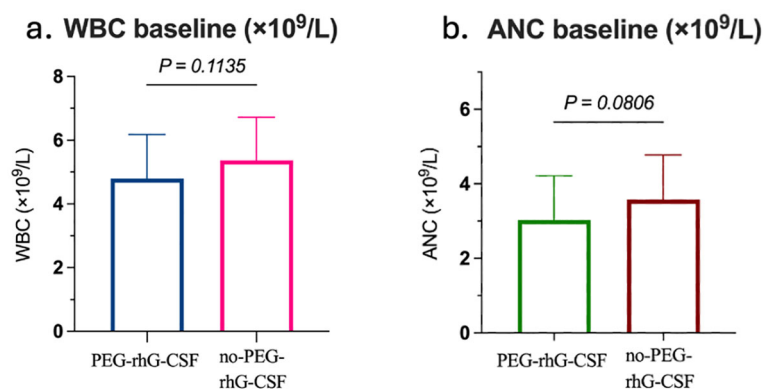 a. WBC baseline (×10⁹/L)
P = 0.1135
WBC (×10⁹/L)
8
6
4
2
0
PEG-rhG-CSF
no-PEG-
rhG-CSF
b. ANC baseline (×10⁹/L)
P = 0.0806
ANC (×10⁹/L)
6
4
2
0
PEG-rhG-CSF
no-PEG-
rhG-CSF